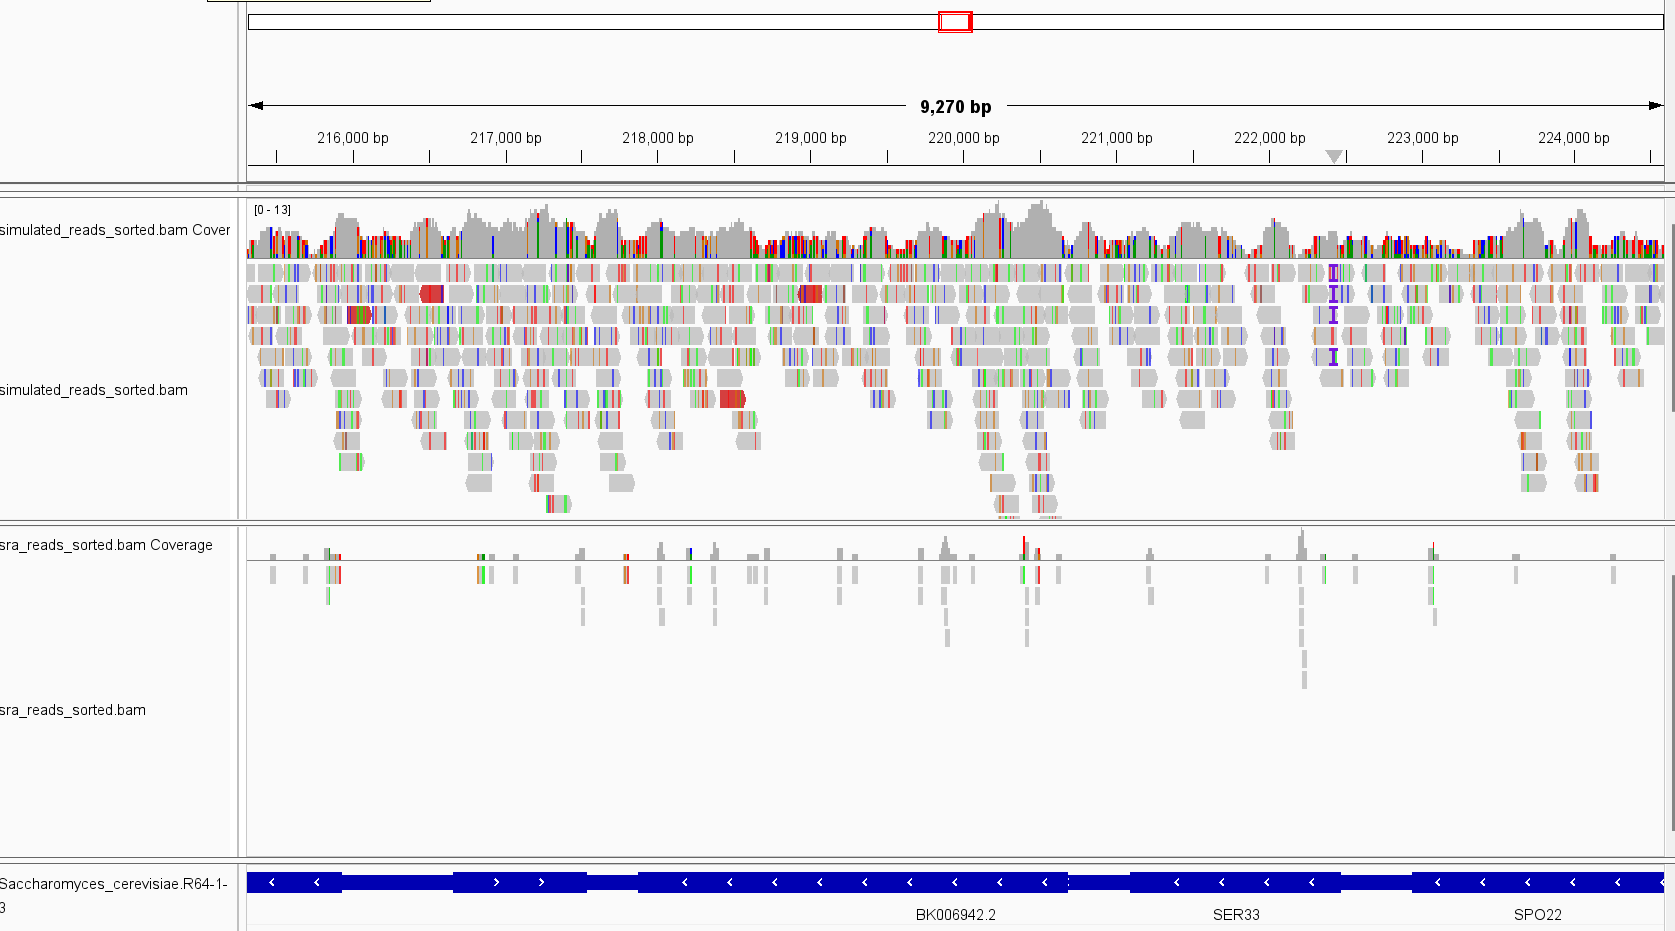 9,270 bp
216,000 bp 217,000 bp 218,000 bp 219,000 bp 220,000 bp 221,000 bp 222,000 bp 223,000 bp 224,000 bp
[0 - 13]
simulated_reads_sorted.bam Cover
simulated_reads_sorted.bam
sra_reads_sorted.bam Coverage
sra_reads_sorted.bam
Saccharomyces_cerevisiae.R64-1-
3
BK006942.2 SER33 SPO22